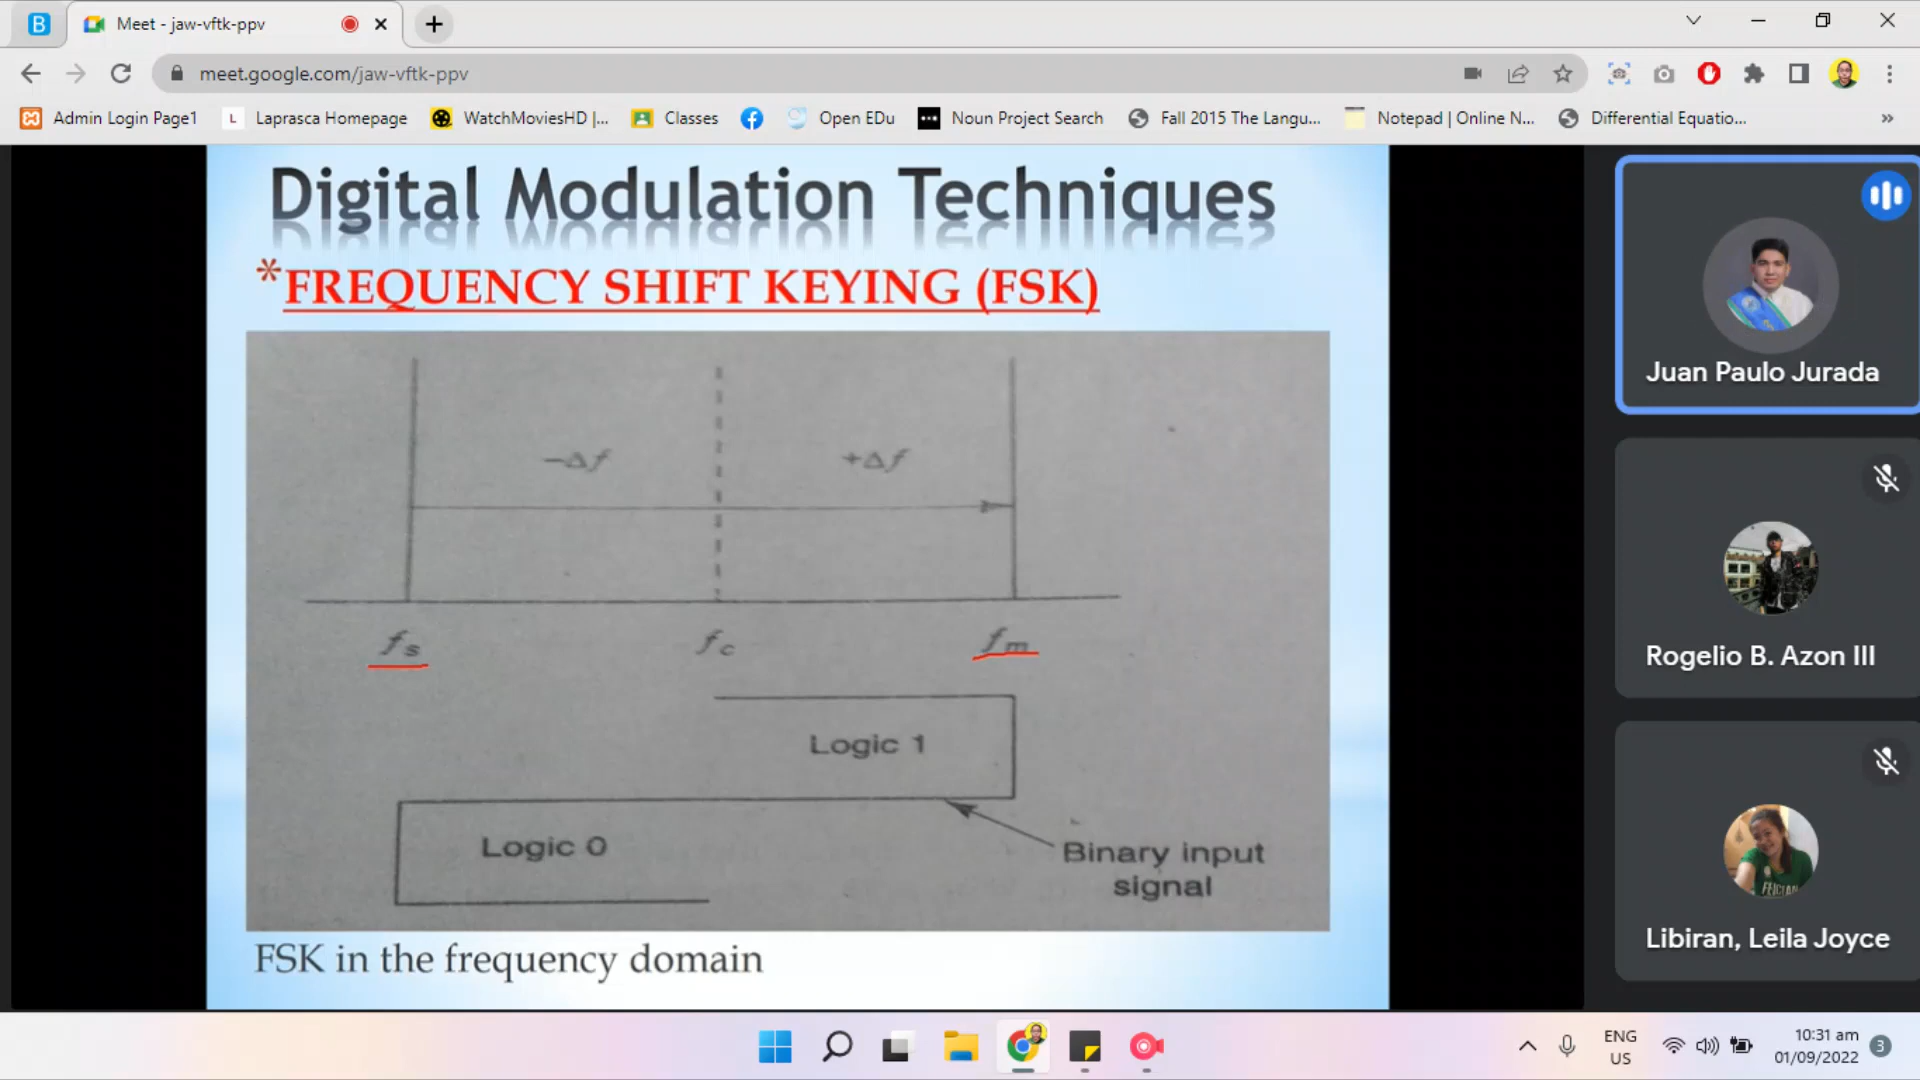 Meet - jaw-vftk-ppv
meet.google.com/jaw-vftk-ppv
Admin Login Page1
L Laprasca Homepage
WatchMoviesHD |...
Classes
Open EDu
Noun Project Search
Fall 2015 The Langu...
Notepad | Online N...
Differential Equatio...
»
Digital Modulation Techniques
*FREQUENCY SHIFT KEYING (FSK)
−Δf
+Δf
fs
fc
fm
Logic 1
Logic 0
Binary input
signal
FSK in the frequency domain
Juan Paulo Jurada
Rogelio B. Azon III
Libiran, Leila Joyce
ENG
US
10:31 am
01/09/2022
3